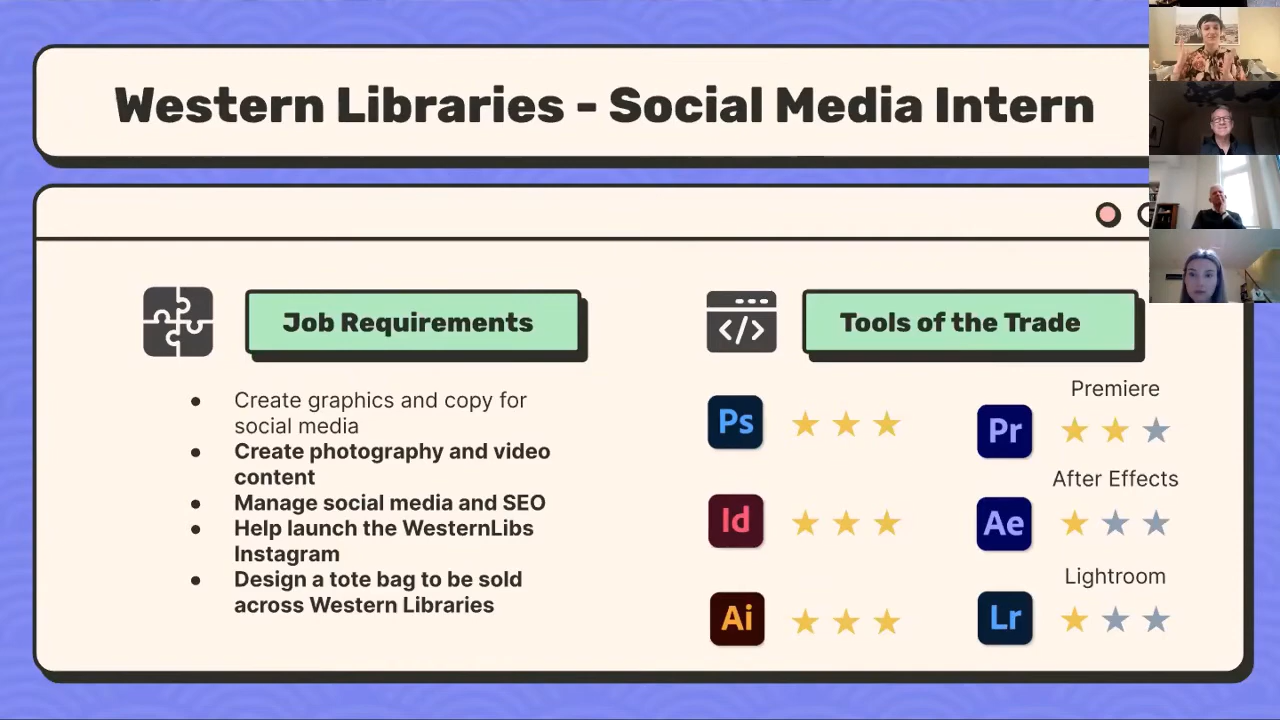 Western Libraries - Social Media Intern
Job Requirements
Create graphics and copy for
social media
Create photography and video
content
Manage social media and SEO
Help launch the WesternLibs
Instagram
Design a tote bag to be sold
across Western Libraries
Tools of the Trade
Ps
Id
Ai
Premiere
Pr
After Effects
Ae
Lightroom
Lr